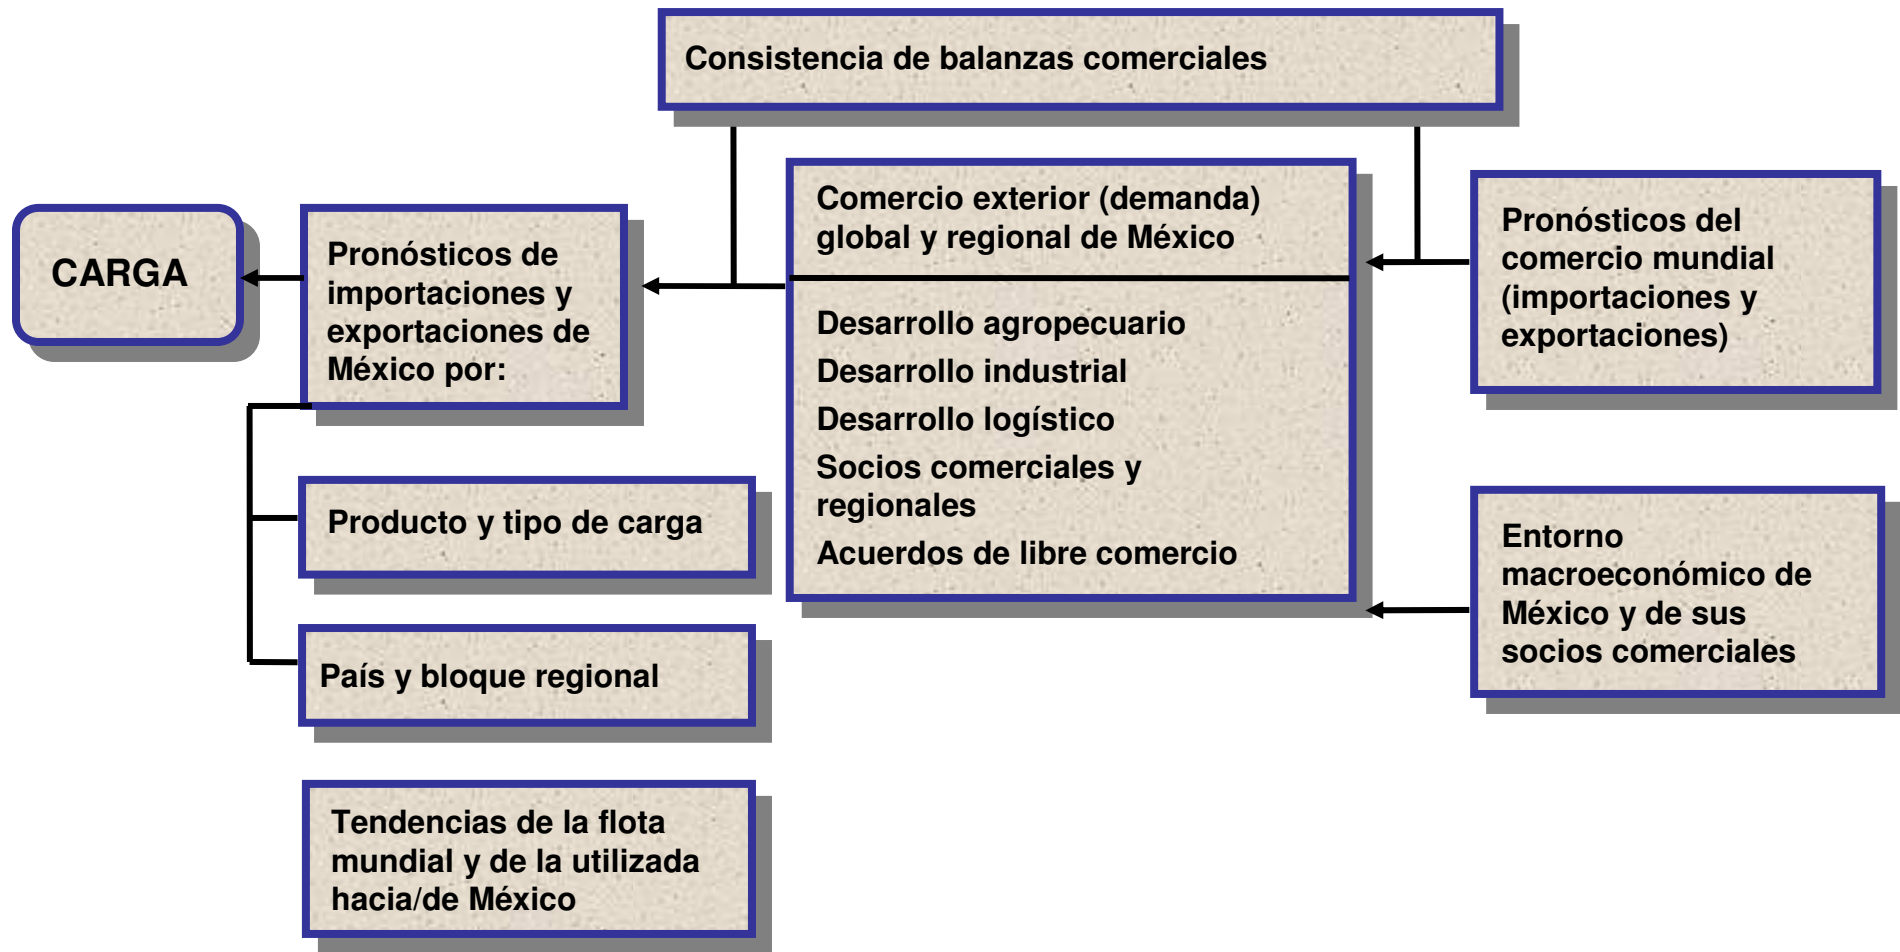 Consistencia de balanzas comerciales
CARGA
Pronósticos de
importaciones y
exportaciones de
México por:
Producto y tipo de carga
País y bloque regional
Tendencias de la flota
mundial y de la utilizada
hacia/de México
Comercio exterior (demanda)
global y regional de México
Desarrollo agropecuario
Desarrollo industrial
Desarrollo logístico
Socios comerciales y
regionales
Acuerdos de libre comercio
Pronósticos del
comercio mundial
(importaciones y
exportaciones)
Entorno
macroeconómico de
México y de sus
socios comerciales